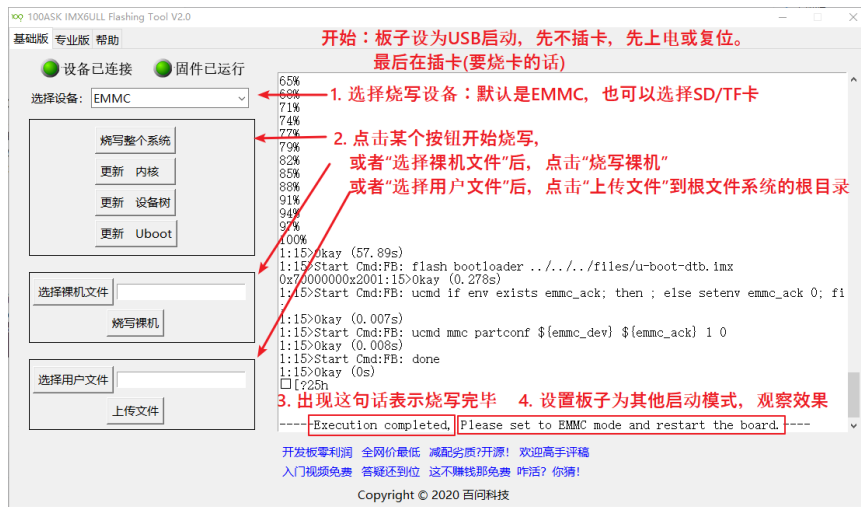 100ASK IMX6ULL Flashing Tool V2.0
基础版 专业版 帮助
开始：板子设为USB启动，先不插卡，先上电或复位。
最后在插卡(要烧卡的话)
设备已连接 固件已运行
选择设备: EMMC
1. 选择烧写设备：默认是EMMC，也可以选择SD/TF卡
烧写整个系统
更新 内核
更新 设备树
更新 Uboot
2. 点击某个按钮开始烧写，
或者“选择裸机文件”后，点击“烧写裸机”
或者“选择用户文件”后，点击“上传文件”到根文件系统的根目录
选择裸机文件
烧写裸机
选择用户文件
上传文件
65%
68%
71%
74%
77%
79%
82%
85%
88%
91%
94%
97%
100%
1:15>Okay (57.89s)
1:15>Start Cmd:FB: flash bootloader ../../../files/u-boot-dtb.imx
0x70000000x2001:15>Okay (0.278s)
1:15>Start Cmd:FB: ucmd if env exists emmc_ack; then ; else setenv emmc_ack 0; fi
;
1:15>Okay (0.007s)
1:15>Start Cmd:FB: ucmd mmc partconf ${emmc_dev} ${emmc_ack} 1 0
1:15>Okay (0.008s)
1:15>Start Cmd:FB: done
1:15>Okay (0s)
□[?25h
3. 出现这句话表示烧写完毕 4. 设置板子为其他启动模式，观察效果
-----Execution completed, Please set to EMMC mode and restart the board.----
开发板零利润 全网价最低 减配劣质?开源! 欢迎高手评稿
入门视频免费 答疑还到位 这不赚钱那免费 咋活? 你猜!
Copyright © 2020 百问科技